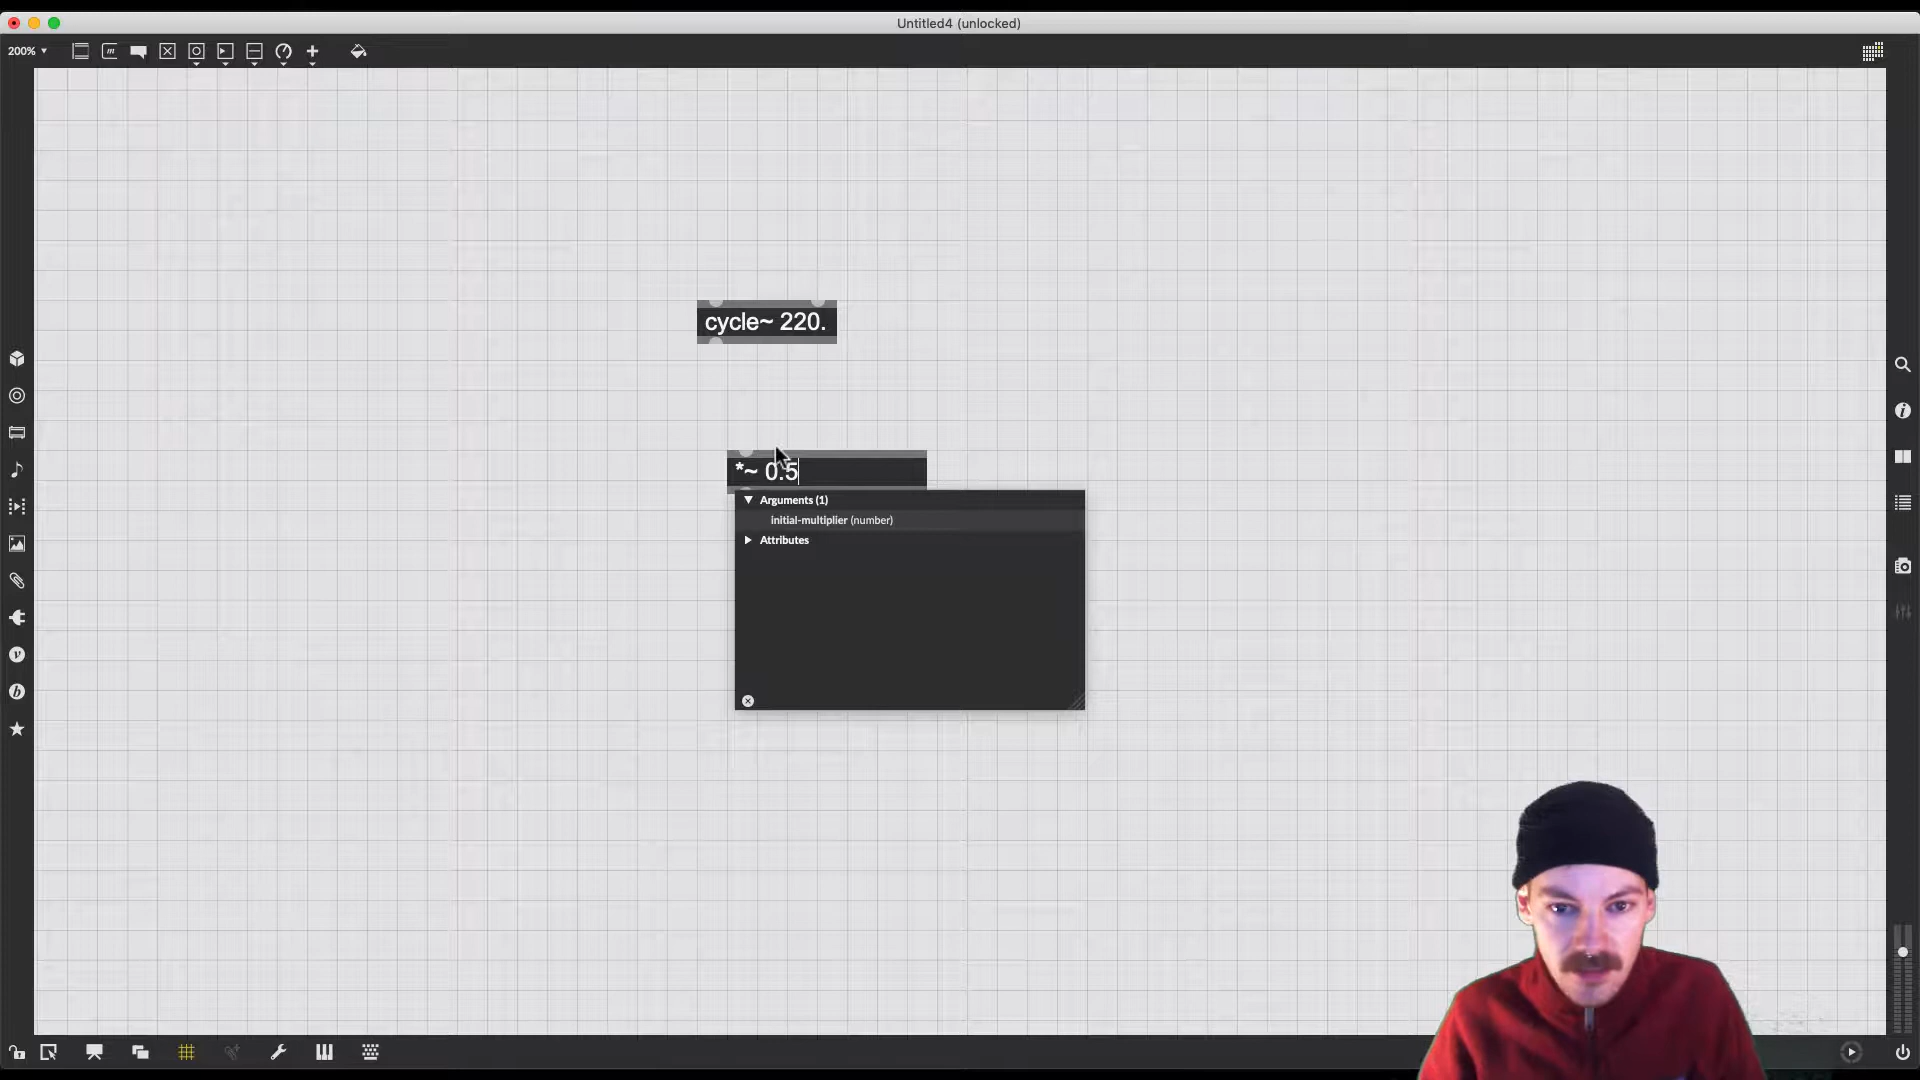 Untitled4 (unlocked)
200%
cycle~ 220.
*~ 0.5
Arguments (1)
initial-multiplier (number)
Attributes